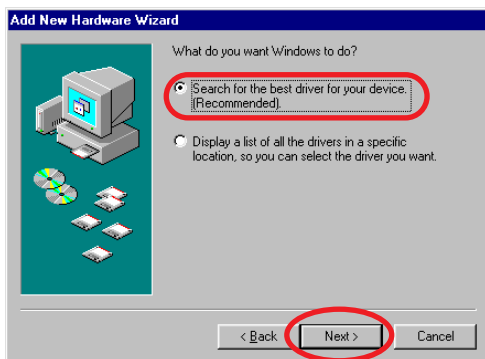 Add New Hardware Wizard
What do you want Windows to do?
Search for the best driver for your device.
(Recommended).
Display a list of all the drivers in a specific
location, so you can select the driver you want.
< Back
Next >
Cancel